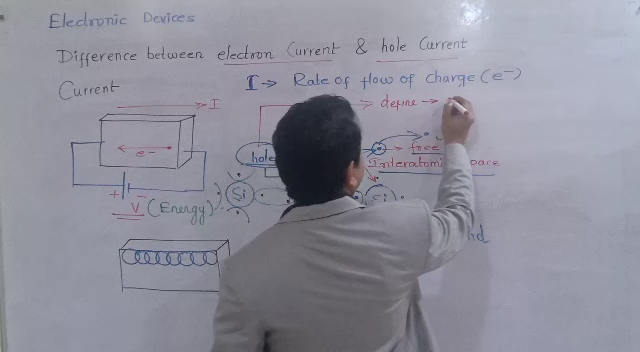 Electronic Devices
Difference between electron Current & hole Current
Current
I → Rate of flow of charge (e-)
→ I
→ define →
e-
hole
→ free
Interatomic
+
V (Energy)
Si
Si